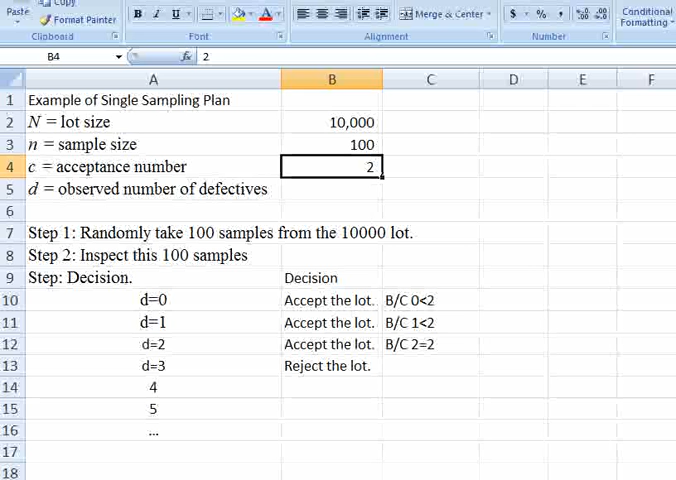 Copy
Paste
Format Painter
B I U
A
Merge & Center
$ % ,
Conditional
Formatting
Clipboard Font Alignment Number
B4 fx 2
A B C D E F
1 Example of Single Sampling Plan
2 N = lot size 10,000
3 n = sample size 100
4 c = acceptance number 2
5 d = observed number of defectives
6
7 Step 1: Randomly take 100 samples from the 10000 lot.
8 Step 2: Inspect this 100 samples
9 Step: Decision. Decision
10 d=0 Accept the lot. B/C 0<2
11 d=1 Accept the lot. B/C 1<2
12 d=2 Accept the lot. B/C 2=2
13 d=3 Reject the lot.
14 4
15 5
16 ...
17
18